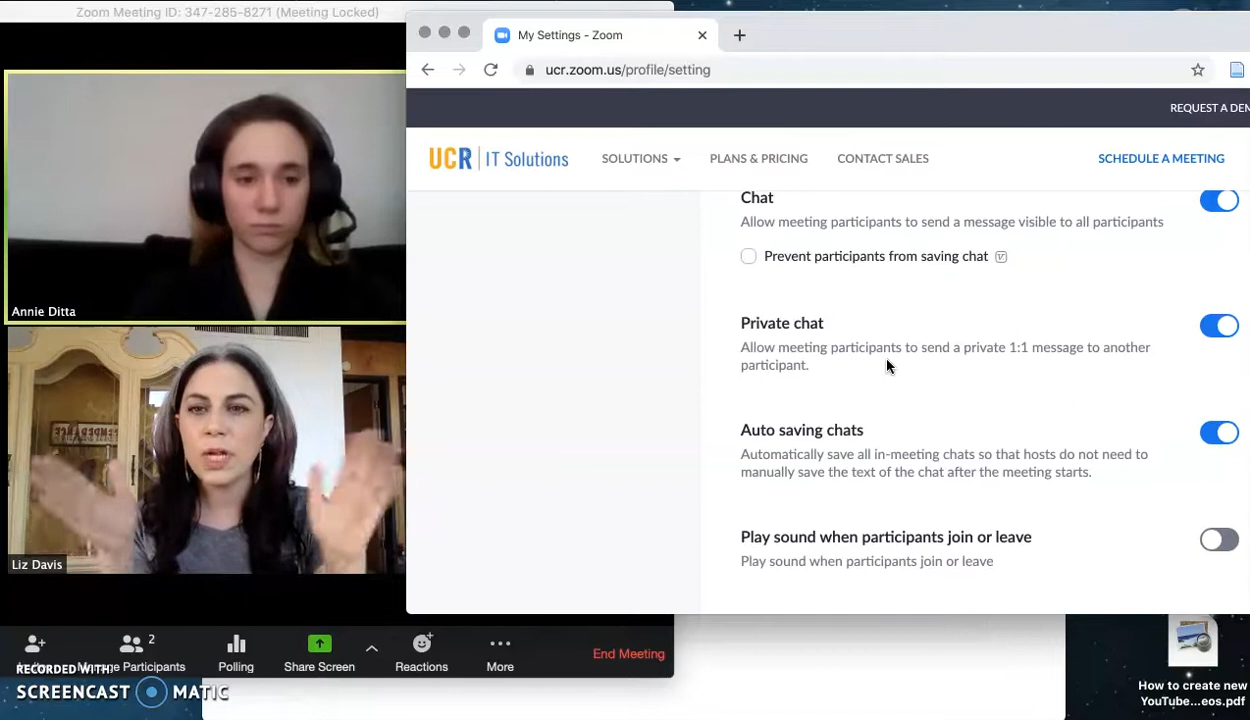 Zoom Meeting ID: 347-285-8271 (Meeting Locked)
My Settings - Zoom
ucr.zoom.us/profile/setting
REQUEST A DEM
UCR | IT Solutions
SOLUTIONS
PLANS & PRICING
CONTACT SALES
SCHEDULE A MEETING
Chat
Allow meeting participants to send a message visible to all participants
Prevent participants from saving chat
Private chat
Allow meeting participants to send a private 1:1 message to another
participant.
Auto saving chats
Automatically save all in-meeting chats so that hosts do not need to
manually save the text of the chat after the meeting starts.
Play sound when participants join or leave
Play sound when participants join or leave
Annie Ditta
Liz Davis
2
Manage Participants
Polling
Share Screen
Reactions
More
End Meeting
RECORDED WITH
SCREENCAST MATIC
How to create new
YouTube...eos.pdf